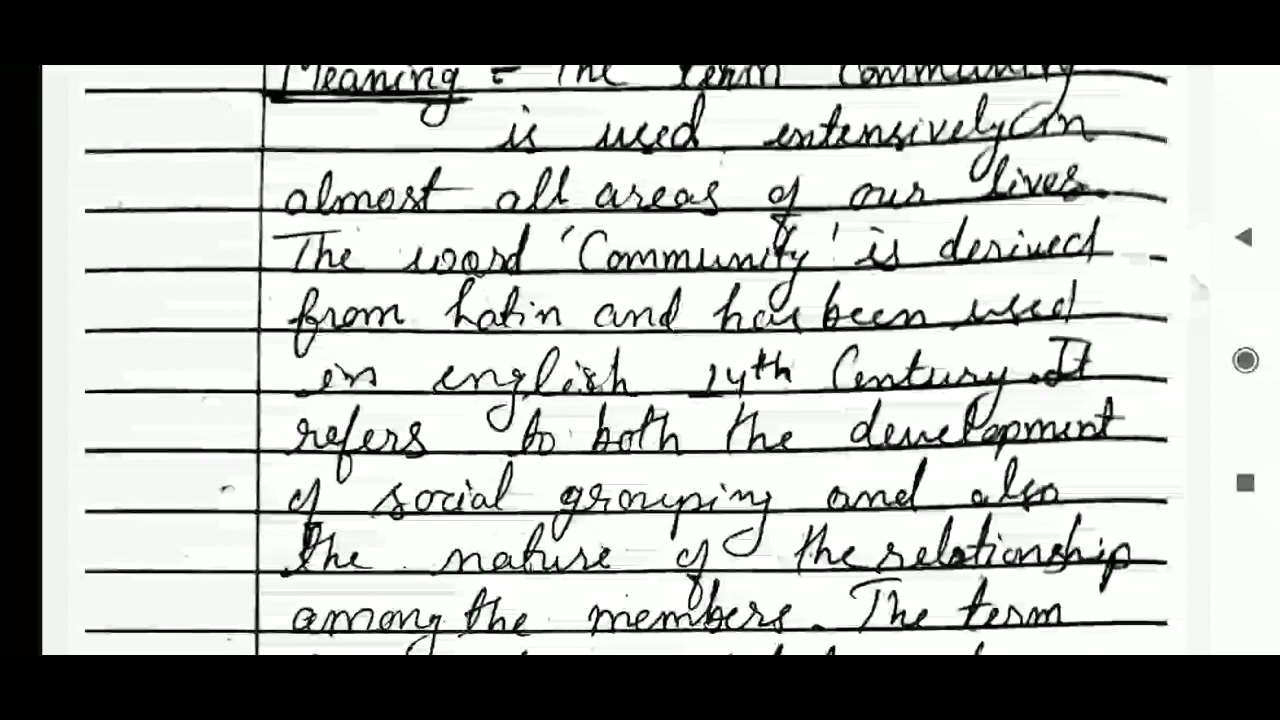 Meaning = The term Community
is used extensively in
almost all areas of our lives.
The word 'Community' is derived
from Latin and has been used
in english 14th Century. It
refers to both the development
of social grouping and also
the nature of the relationship
among the members. The term